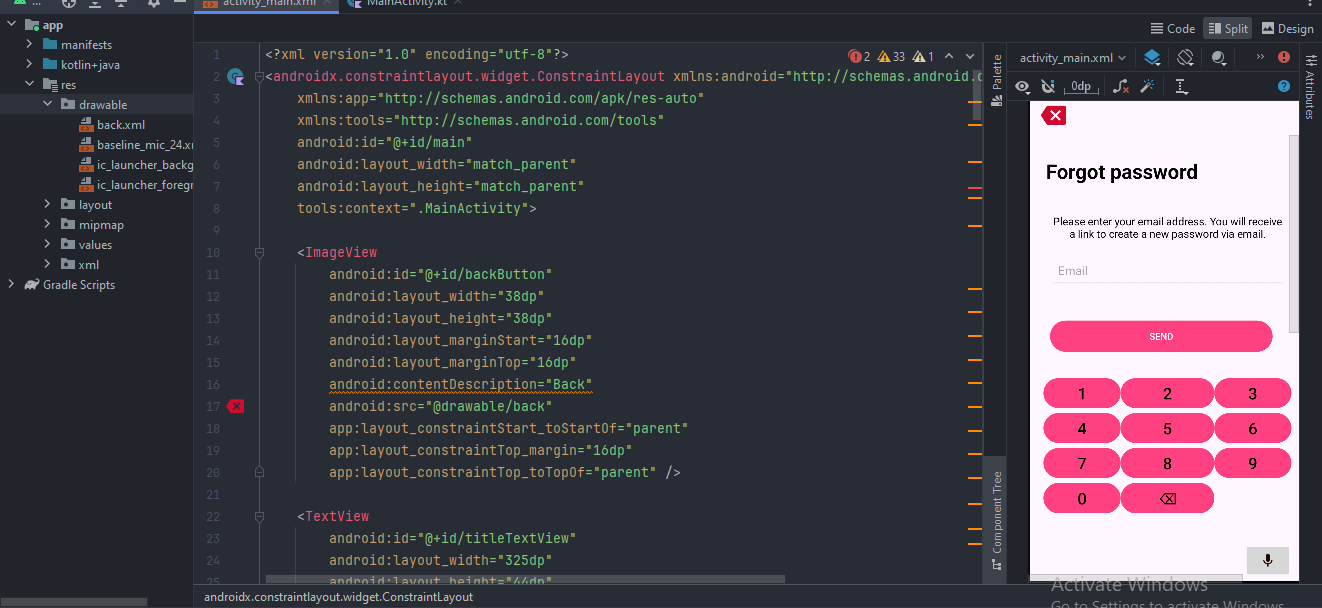 activity_main.xml
MainActivity.kt
app
manifests
kotlin+java
res
drawable
back.xml
baseline_mic_24.x
ic_launcher_backg
ic_launcher_foregr
layout
mipmap
values
xml
Gradle Scripts
Code
Split
Design
2 33 1
1 <?xml version="1.0" encoding="utf-8"?>
2 <androidx.constraintlayout.widget.ConstraintLayout xmlns:android="http://schemas.android.c
3 xmlns:app="http://schemas.android.com/apk/res-auto"
4 xmlns:tools="http://schemas.android.com/tools"
5 android:id="@+id/main"
6 android:layout_width="match_parent"
7 android:layout_height="match_parent"
8 tools:context=".MainActivity">
9
10 <ImageView
11 android:id="@+id/backButton"
12 android:layout_width="38dp"
13 android:layout_height="38dp"
14 android:layout_marginStart="16dp"
15 android:layout_marginTop="16dp"
16 android:contentDescription="Back"
17 android:src="@drawable/back"
18 app:layout_constraintStart_toStartOf="parent"
19 app:layout_constraintTop_margin="16dp"
20 app:layout_constraintTop_toTopOf="parent" />
21
22 <TextView
23 android:id="@+id/titleTextView"
24 android:layout_width="325dp"
25 android:layout_height="44dp"
androidx.constraintlayout.widget.ConstraintLayout
Palette
Component Tree
activity_main.xml
0dp
Attributes
Forgot password
Please enter your email address. You will receive
a link to create a new password via email.
Email
SEND
1 2 3
4 5 6
7 8 9
0
Activate Windows
Go to Settings to activate Windows.